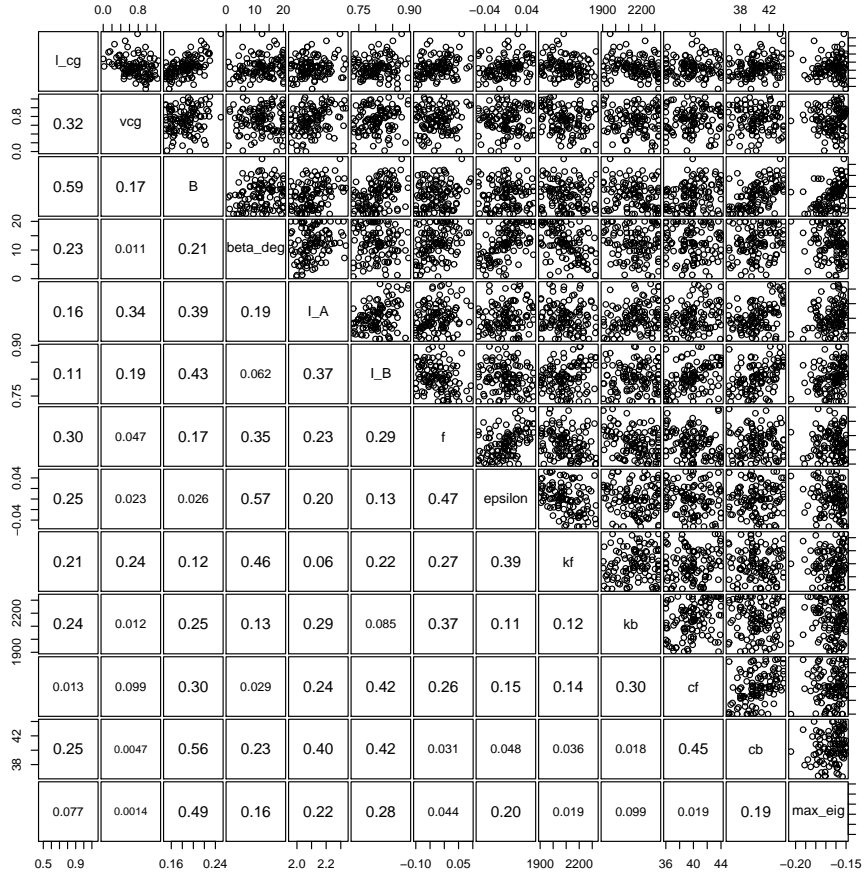 0.0 0.8 0 10 20 0.75 0.90 −0.04 0.04 1900 2200 38 42
l_cg
0.32 vcg 0.0 0.8
0.59 0.17 B
0.23 0.011 0.21 beta_deg 0 10 20
0.16 0.34 0.39 0.19 l_A
0.11 0.19 0.43 0.062 0.37 l_B 0.75 0.90
0.30 0.047 0.17 0.35 0.23 0.29 f
0.25 0.023 0.026 0.57 0.20 0.13 0.47 epsilon −0.04 0.04
0.21 0.24 0.12 0.46 0.06 0.22 0.27 0.39 kf
0.24 0.012 0.25 0.13 0.29 0.085 0.37 0.11 0.12 kb 1900 2200
0.013 0.099 0.30 0.029 0.24 0.42 0.26 0.15 0.14 0.30 cf
0.25 0.0047 0.56 0.23 0.40 0.42 0.031 0.048 0.036 0.018 0.45 cb 38 42
0.077 0.0014 0.49 0.16 0.22 0.28 0.044 0.20 0.019 0.099 0.019 0.19 max_eig
0.5 0.9 0.16 0.24 2.0 2.2 −0.10 0.05 1900 2200 36 40 44 −0.20 −0.15